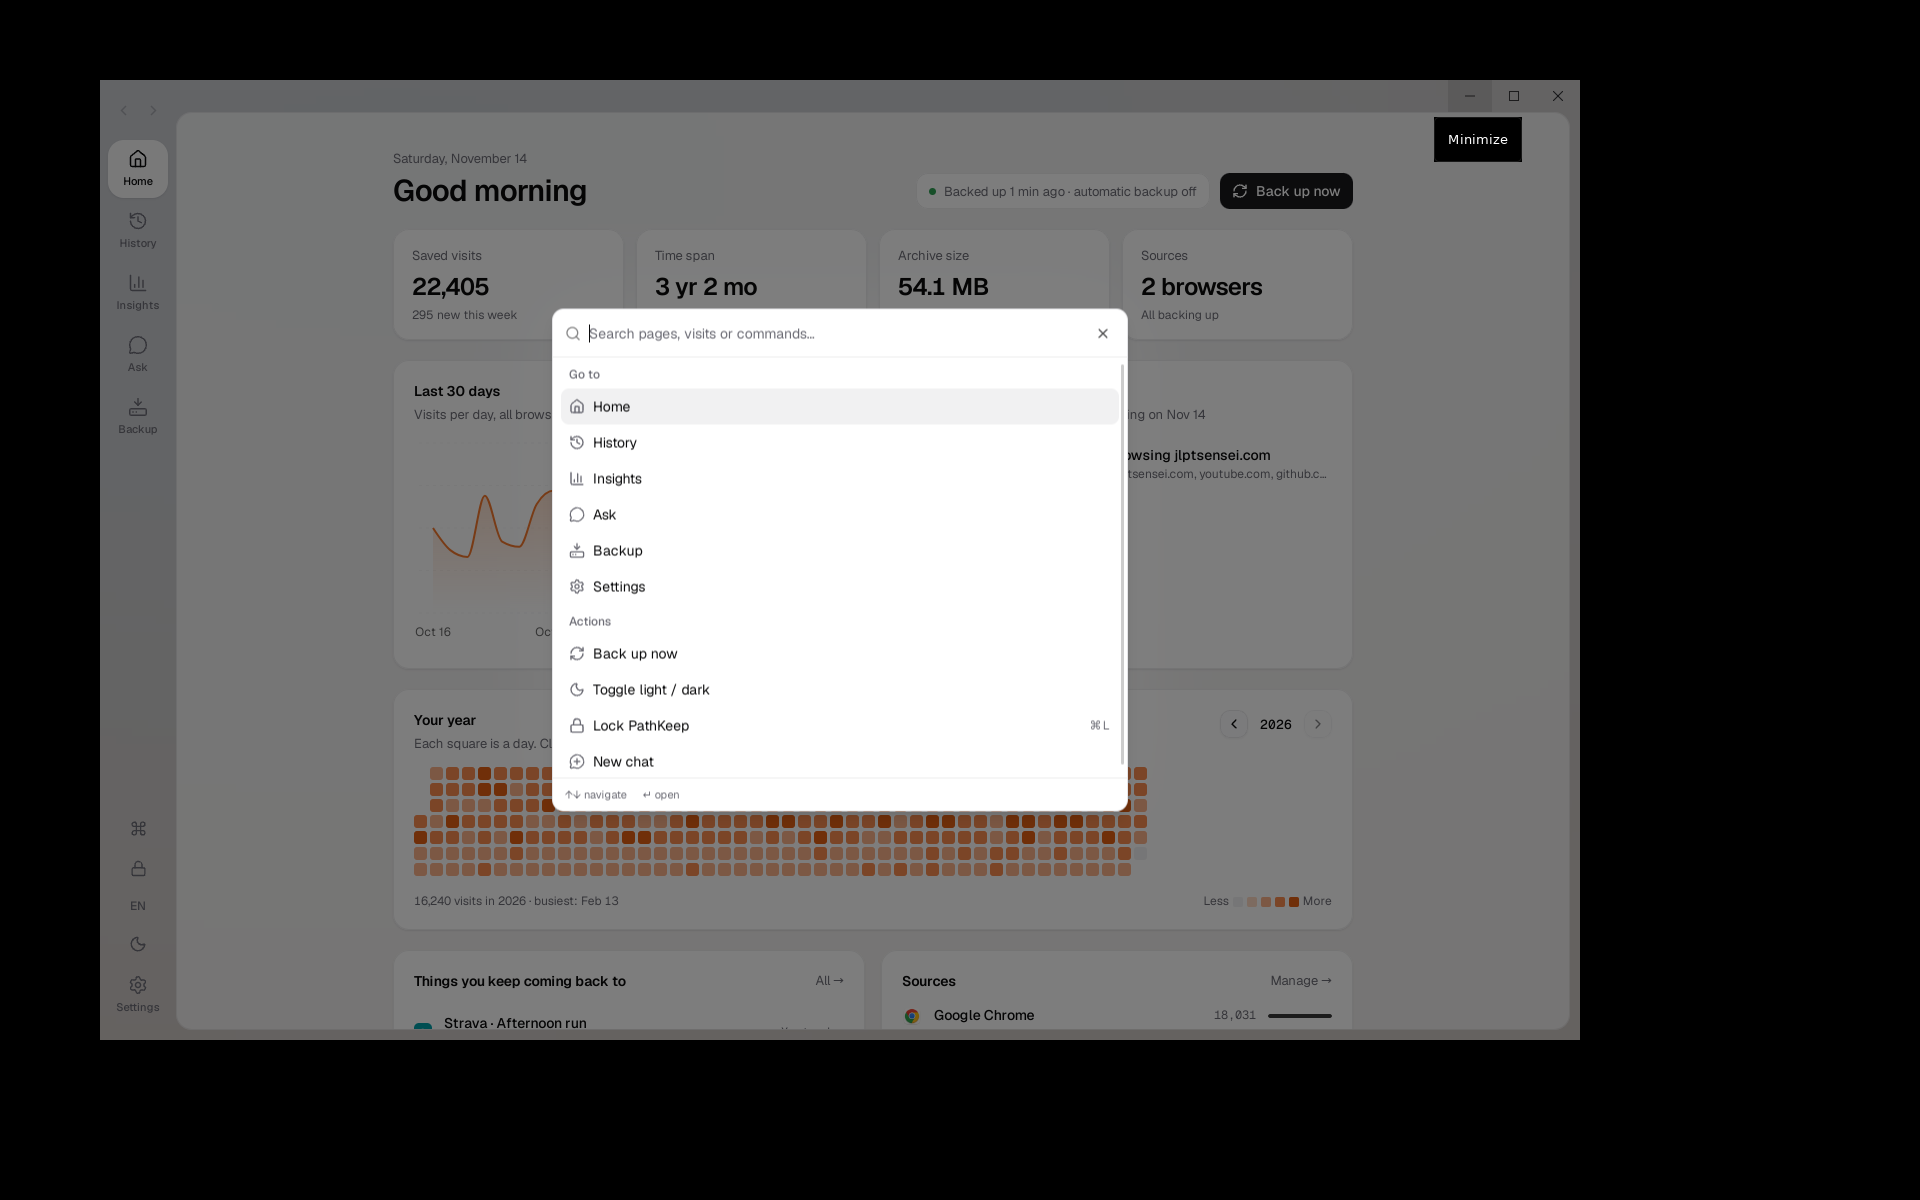 Minimize
Home
History
Insights
Ask
Backup
EN
Settings
Saturday, November 14
Good morning
Backed up 1 min ago · automatic backup off
Back up now
Saved visits
22,405
295 new this week
Time span
3 yr 2 mo
Archive size
54.1 MB
Sources
2 browsers
All backing up
Search pages, visits or commands...
Go to
Home
History
Insights
Ask
Backup
Settings
Actions
Back up now
Toggle light / dark
Lock PathKeep ⌘ L
New chat
↑↓ navigate ↵ open
Last 30 days
Visits per day, all brows
Oct 16
Oc
ing on Nov 14
owsing jlptsensei.com
tsensei.com, youtube.com, github.c...
Your year
Each square is a day. Cl
2026
16,240 visits in 2026 · busiest: Feb 13
Less
More
Things you keep coming back to
All →
Strava · Afternoon run
Sources
Manage →
Google Chrome
18,031